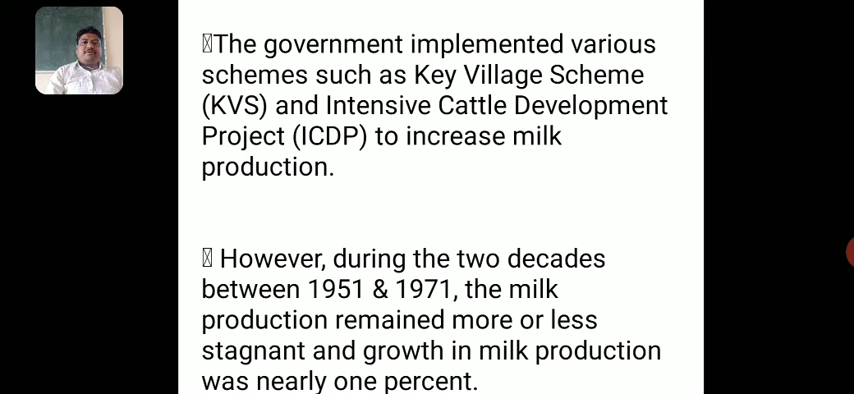 The government implemented various
schemes such as Key Village Scheme
(KVS) and Intensive Cattle Development
Project (ICDP) to increase milk
production.
However, during the two decades
between 1951 & 1971, the milk
production remained more or less
stagnant and growth in milk production
was nearly one percent.